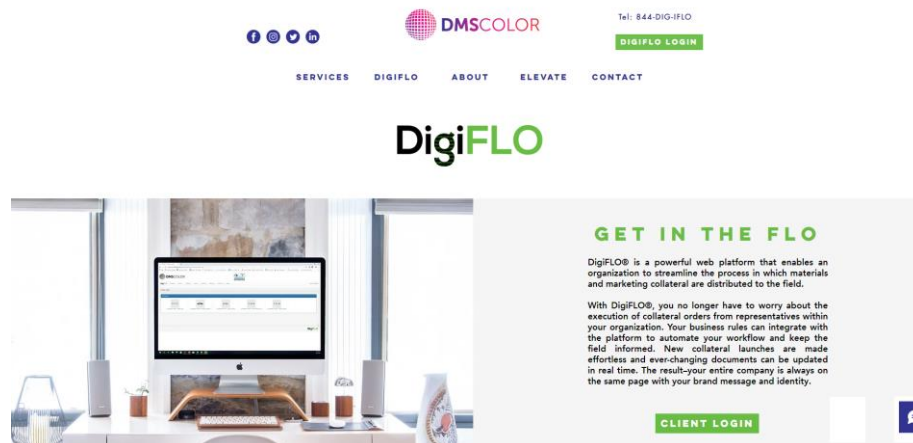 DMSCOLOR
Tel: 844-DIG-IFLO
DIGIFLO LOGIN
SERVICES DIGIFLO ABOUT ELEVATE CONTACT
DigiFLO
GET IN THE FLO
DigiFLO® is a powerful web platform that enables an
organization to streamline the process in which materials
and marketing collateral are distributed to the field.
With DigiFLO®, you no longer have to worry about the
execution of collateral orders from representatives within
your organization. Your business rules can integrate with
the platform to automate your workflow and keep the
field informed. New collateral launches are made
effortless and ever-changing documents can be updated
in real time. The result–your entire company is always on
the same page with your brand message and identity.
CLIENT LOGIN